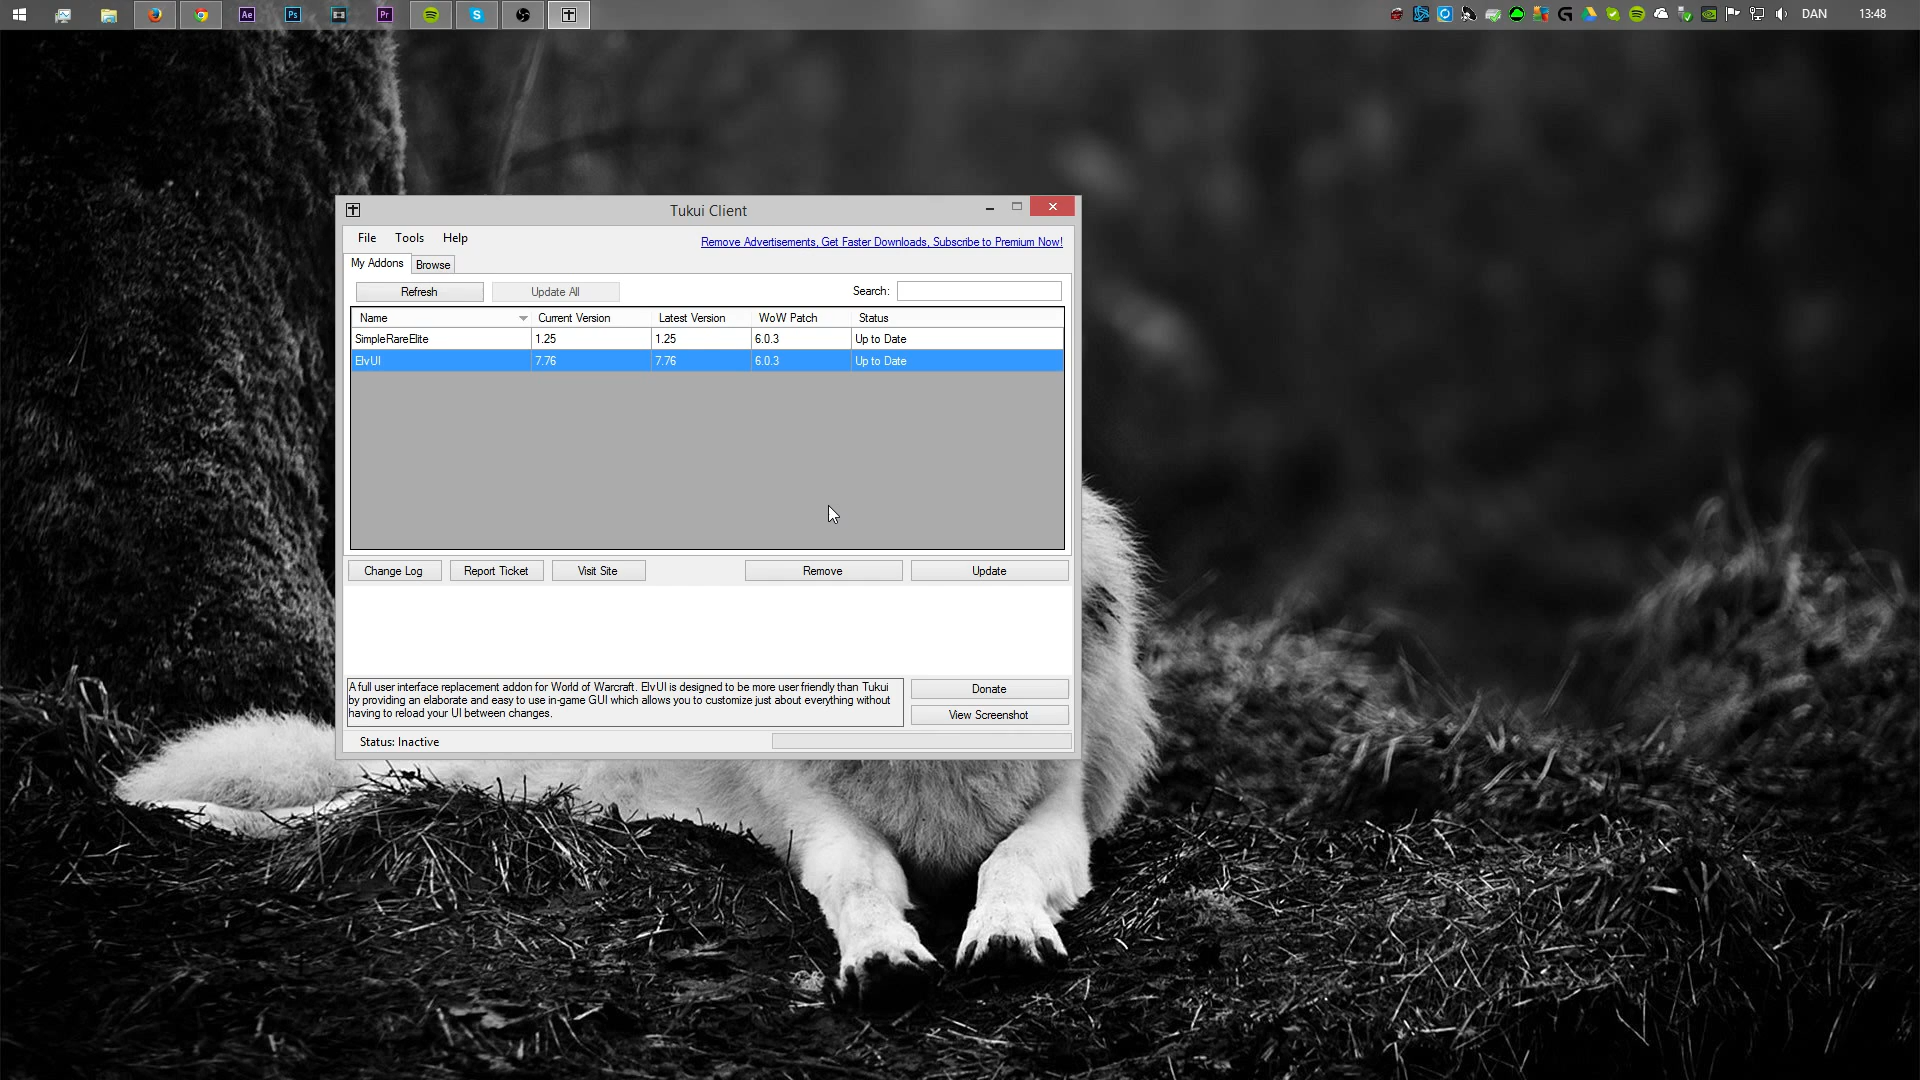 Ae
Ps
Pr
DAN
13:48
Tukui Client
File
Tools
Help
Remove Advertisements, Get Faster Downloads, Subscribe to Premium Now!
My Addons
Browse
Refresh
Update All
Search:
Name
Current Version
Latest Version
WoW Patch
Status
SimpleRareElite
1.25
1.25
6.0.3
Up to Date
ElvUI
7.76
7.76
6.0.3
Up to Date
Change Log
Report Ticket
Visit Site
Remove
Update
A full user interface replacement addon for World of Warcraft. ElvUI is designed to be more user friendly than Tukui
by providing an elaborate and easy to use in-game GUI which allows you to customize just about everything without
having to reload your UI between changes.
Donate
View Screenshot
Status: Inactive